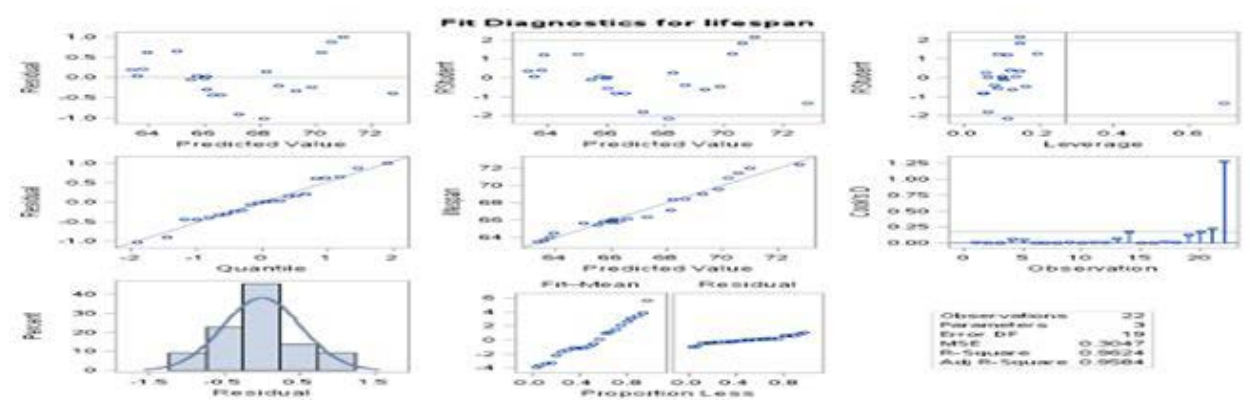 Fit Diagnostics for lifespan
1.0
0.5
0.0
-0.5
-1.0
Residual
64 66 68 70 72
Predicted Value
2
1
0
-1
-2
RStudent
64 66 68 70 72
Predicted Value
2
1
0
-1
-2
RStudent
0.0 0.2 0.4 0.6
Leverage
1.0
0.5
0.0
-0.5
-1.0
Residual
-2 -1 0 1 2
Quantile
72
70
68
66
64
lifespan
64 66 68 70 72
Predicted Value
1.25
1.00
0.75
0.50
0.25
0.00
Cook's D
0 5 10 15 20
Observation
40
30
20
10
0
Percent
-1.5 -0.5 0.5 1.5
Residual
Fit–Mean Residual
6
4
2
0
-2
-4
0.0 0.4 0.8 0.0 0.4 0.8
Proportion Less
Observations 22
Parameters 3
Error DF 19
MSE 0.3047
R-Square 0.9624
Adj R-Square 0.9584